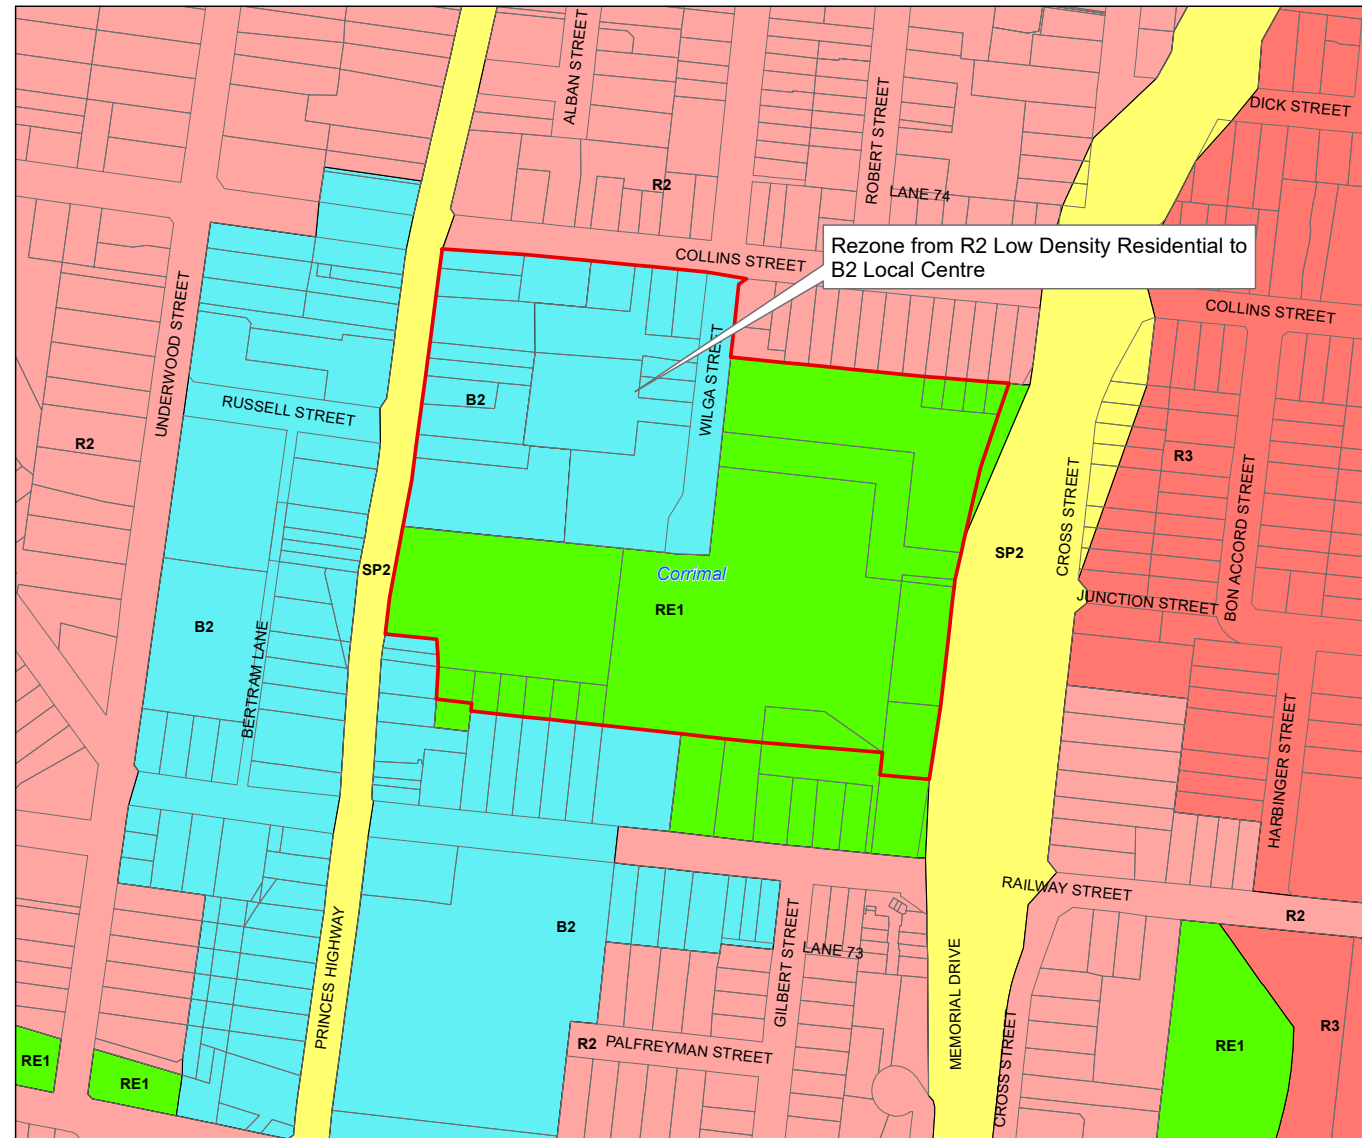 ALBAN STREET
ROBERT STREET
DICK STREET
R2
LANE 74
Rezone from R2 Low Density Residential to
B2 Local Centre
COLLINS STREET
COLLINS STREET
UNDERWOOD STREET
WILGA STREET
RUSSELL STREET
B2
R2
R3
CROSS STREET
BON ACCORD STREET
SP2
SP2
Corrimal
RE1
JUNCTION STREET
B2
BERTRAM LANE
HARBINGER STREET
RAILWAY STREET
R2
B2
GILBERT STREET
LANE 73
PRINCES HIGHWAY
MEMORIAL DRIVE
CROSS STREET
R2
PALFREYMAN STREET
RE1
R3
RE1
RE1